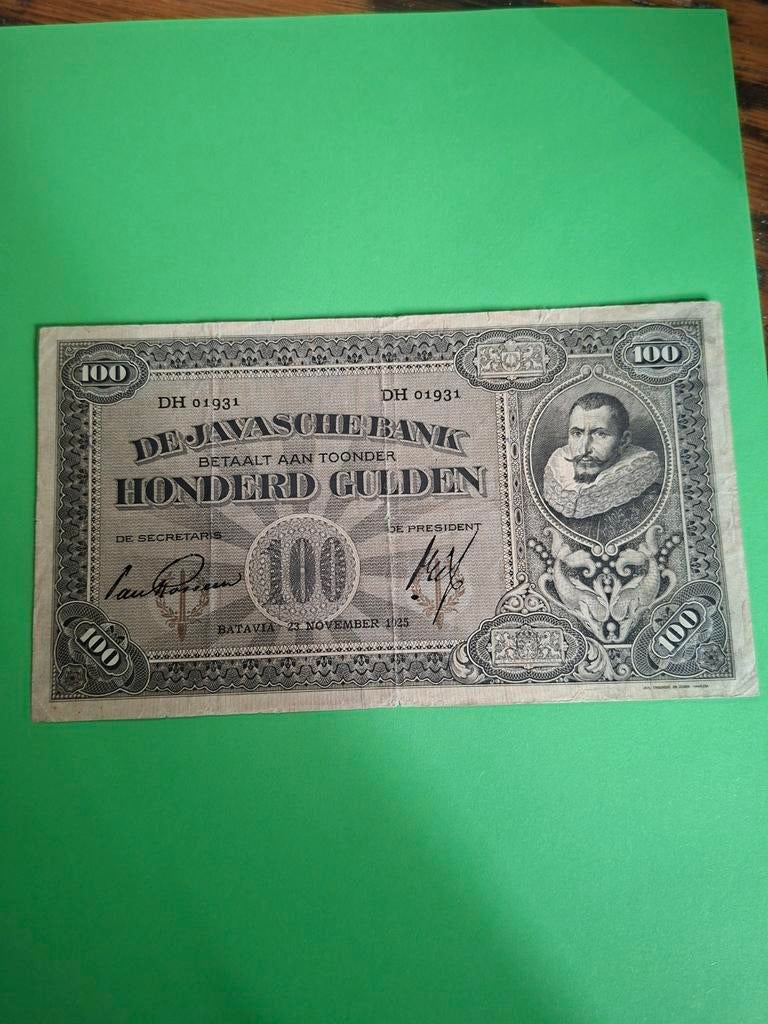 100
100
DH 01931
DH 01931
DE JAVASCHE BANK
BETAALT AAN TOONDER
HONDERD GULDEN
DE SECRETARIS
DE PRESIDENT
100
BATAVIA 23 NOVEMBER 1925
100
100